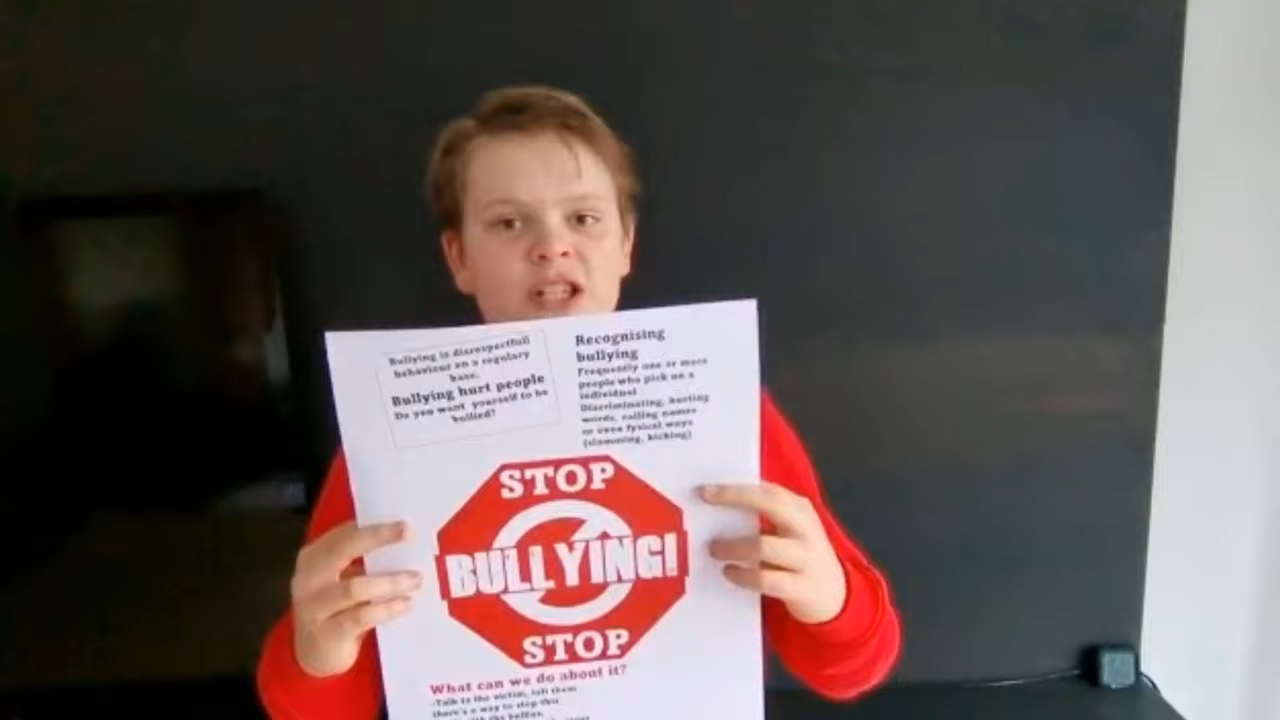 Bullying is disrespectfull
behaviour on a regulary
base.
Bullying hurt people
Do you want yourself to be
bullied?
Recognising
bullying
Frequently one or more
people who pick on a
individual
Discriminating, hurting
words, calling names
or even fysical ways
(slamming, kicking)
STOP
BULLYING!
STOP
What can we do about it?
-Talk to the victim, tell them
there's a way to stop this
with the bullies.